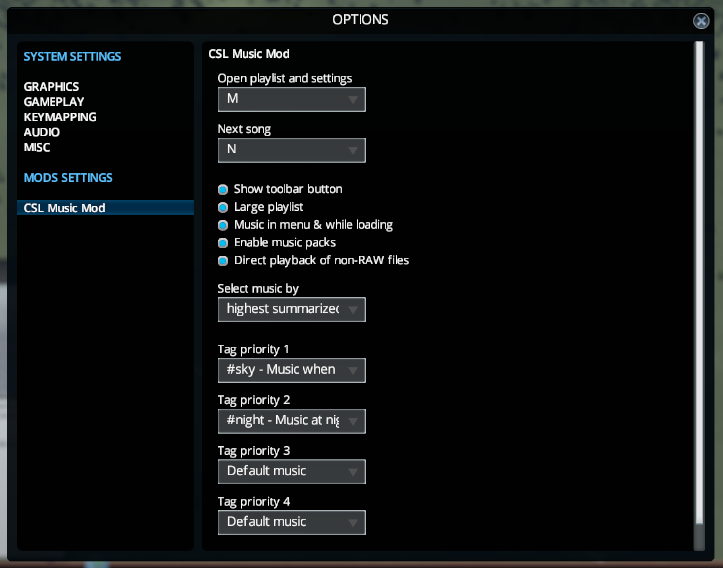 OPTIONS
SYSTEM SETTINGS
GRAPHICS
GAMEPLAY
KEYMAPPING
AUDIO
MISC
MODS SETTINGS
CSL Music Mod
CSL Music Mod
Open playlist and settings
M
Next song
N
Show toolbar button
Large playlist
Music in menu & while loading
Enable music packs
Direct playback of non-RAW files
Select music by
highest summarized
Tag priority 1
#sky - Music when
Tag priority 2
#night - Music at nig
Tag priority 3
Default music
Tag priority 4
Default music